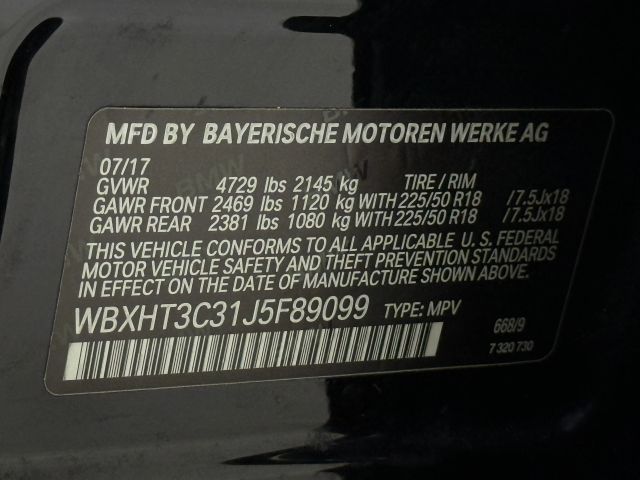 MFD BY BAYERISCHE MOTOREN WERKE AG
07/17
GVWR 4729 lbs 2145 kg TIRE / RIM
GAWR FRONT 2469 lbs 1120 kg WITH 225/50 R18 /7.5Jx18
GAWR REAR 2381 lbs 1080 kg WITH 225/50 R18 /7.5Jx18
THIS VEHICLE CONFORMS TO ALL APPLICABLE U. S. FEDERAL
MOTOR VEHICLE SAFETY AND THEFT PREVENTION STANDARDS
IN EFFECT ON THE DATE OF MANUFACTURE SHOWN ABOVE.
WBXHT3C31J5F89099 TYPE: MPV
668/9
7 320 730